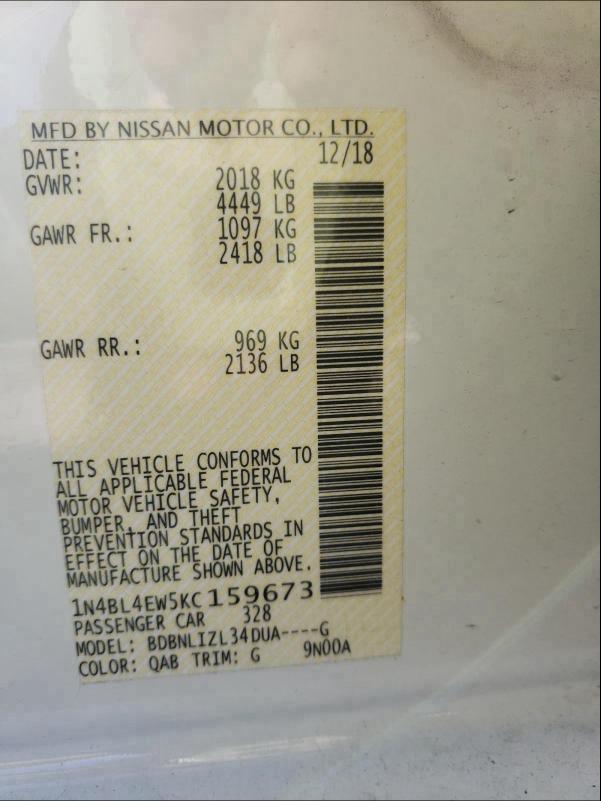 MFD BY NISSAN MOTOR CO., LTD.
DATE: 12/18
GVWR: 2018 KG
4449 LB
GAWR FR.: 1097 KG
2418 LB
GAWR RR.: 969 KG
2136 LB
THIS VEHICLE CONFORMS TO
ALL APPLICABLE FEDERAL
MOTOR VEHICLE SAFETY,
BUMPER, AND THEFT
PREVENTION STANDARDS IN
EFFECT ON THE DATE OF
MANUFACTURE SHOWN ABOVE.
1N4BL4EW5KC159673
PASSENGER CAR 328
MODEL: BDBNLIZL34DUA----G
COLOR: QAB TRIM: G 9N00A